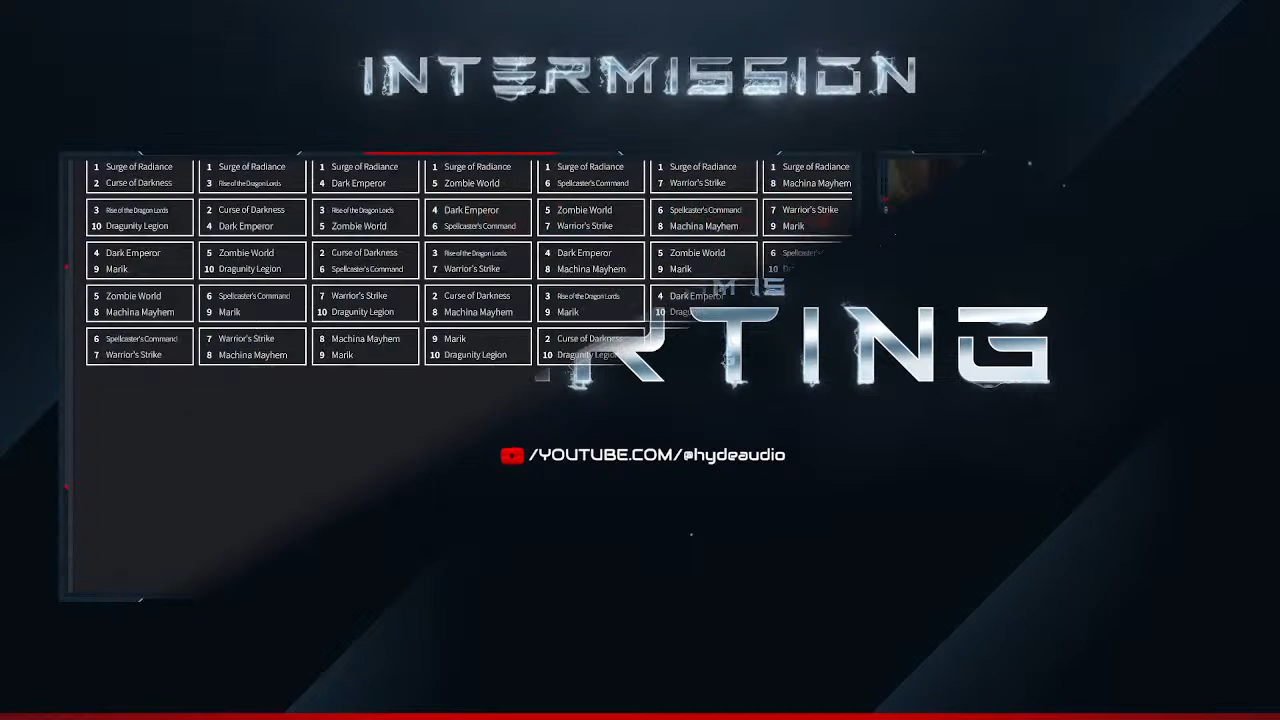 INTERMISSION
1 Surge of Radiance 1 Surge of Radiance 1 Surge of Radiance 1 Surge of Radiance 1 Surge of Radiance 1 Surge of Radiance 1 Surge of Radiance
2 Curse of Darkness 3 Rise of the Dragon Lords 4 Dark Emperor 5 Zombie World 6 Spellcaster's Command 7 Warrior's Strike 8 Machina Mayhem
3 Rise of the Dragon Lords 2 Curse of Darkness 3 Rise of the Dragon Lords 4 Dark Emperor 5 Zombie World 6 Spellcaster's Command 7 Warrior's Strike
10 Dragunity Legion 4 Dark Emperor 5 Zombie World 6 Spellcaster's Command 7 Warrior's Strike 8 Machina Mayhem 9 Marik
4 Dark Emperor 5 Zombie World 2 Curse of Darkness 3 Rise of the Dragon Lords 4 Dark Emperor 5 Zombie World 6
9 Marik 10 Dragunity Legion 6 Spellcaster's Command 7 Warrior's Strike 8 Machina Mayhem 9 Marik 10
M IS
5 Zombie World 6 Spellcaster's Command 7 Warrior's Strike 2 Curse of Darkness 3 Rise of the Dragon Lords 4 Dark Emperor
8 Machina Mayhem 9 Marik 10 Dragunity Legion 8 Machina Mayhem 9 Marik 10
RTING
6 Spellcaster's Command 7 Warrior's Strike 8 Machina Mayhem 9 Marik 2 Curse of Darkness
7 Warrior's Strike 8 Machina Mayhem 9 Marik 10 Dragunity Legion 10 Dragunity Legion
/YOUTUBE.COM/@hydeaudio